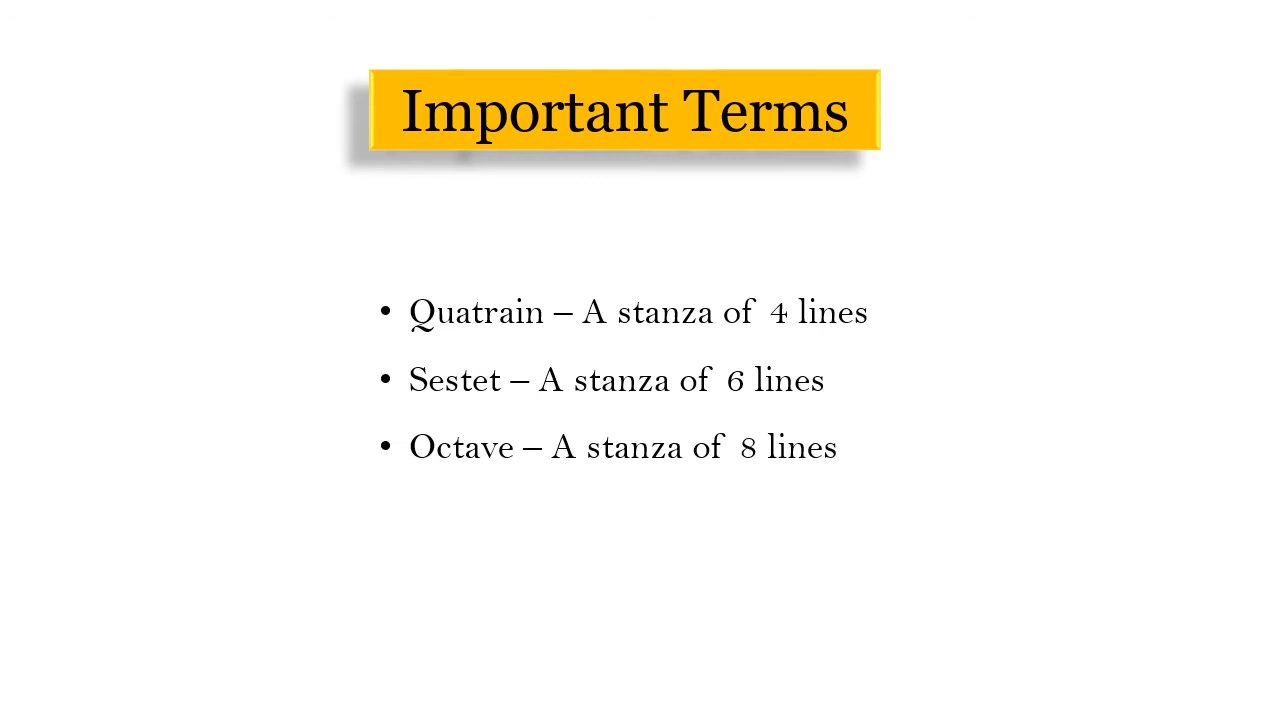 Important Terms
• Quatrain – A stanza of 4 lines
• Sestet – A stanza of 6 lines
• Octave – A stanza of 8 lines